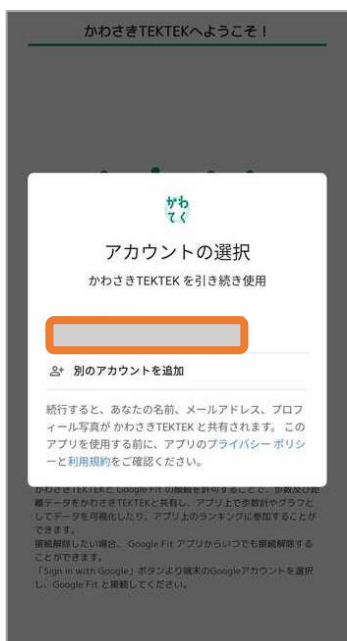 かわさきTEKTEKへようこそ！
かわ
てく
アカウントの選択
かわさきTEKTEK を引き続き使用
別のアカウントを追加
続行すると、あなたの名前、メールアドレス、プロフ
ィール写真が かわさきTEKTEK と共有されます。 この
アプリを使用する前に、アプリのプライバシー ポリシ
ーと利用規約をご確認ください。
かわさきTEKTEKと Google Fit の接続を許可することで、歩数及び距
離データをかわさきTEKTEKと共有し、アプリ上で歩数計やグラフと
してデータを可視化したり、アプリ上のランキングに参加することが
できます。
接続解除したい場合、 Google Fit アプリからいつでも接続解除する
ことができます。
「Sign in with Google」ボタンより端末のGoogleアカウントを選択
し、Google Fit と接続してください。